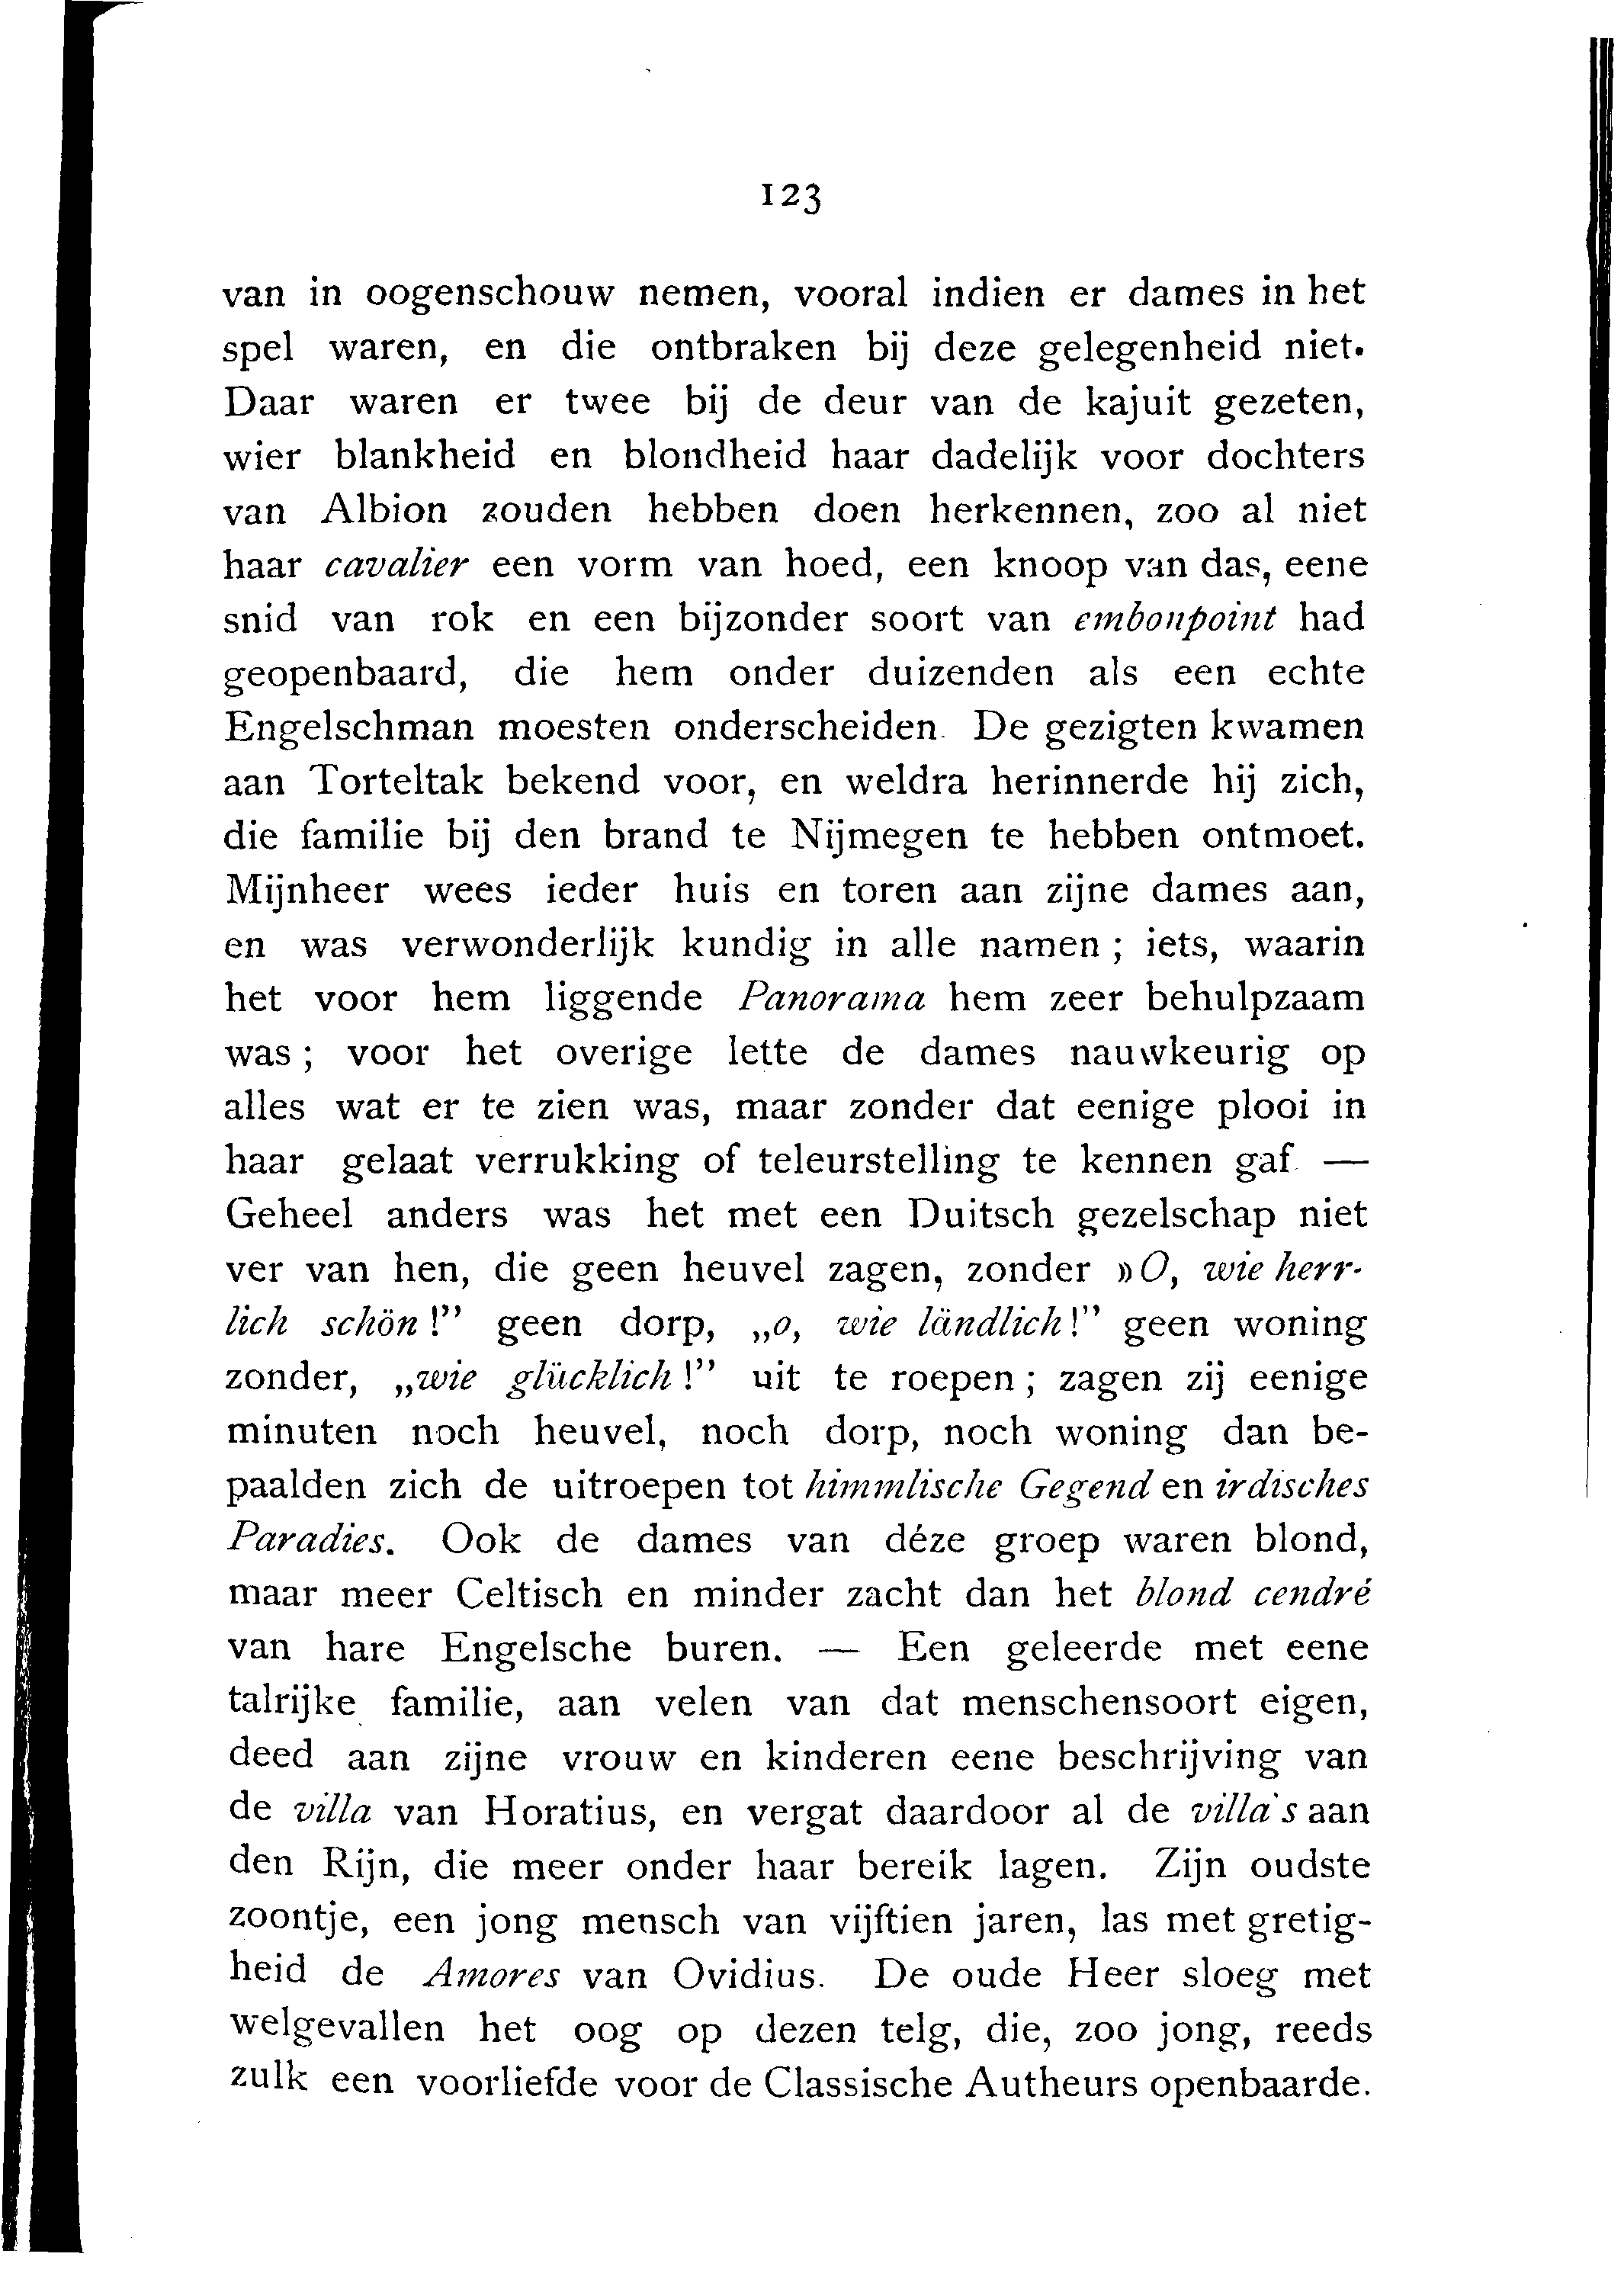 123
van in oogenschouw nemen, vooral indien er dames in het
spel waren, en die ontbraken bij deze gelegenheid niet.
Daar waren er twee bij de deur van de kajuit gezeten,
wier blankheid en blondheid haar dadelijk voor dochters
van Albion zouden hebben doen herkennen, zoo al niet
haar cavalier een vorm van hoed, een knoop van das, eene
snid van rok en een bijzonder soort van embonpoint had
geopenbaard, die hem onder duizenden als een echte
Engelschman moesten onderscheiden. De gezigten kwamen
aan Torteltak bekend voor, en weldra herinnerde hij zich,
die familie bij den brand te Nijmegen te hebben ontmoet.
Mijnheer wees ieder huis en toren aan zijne dames aan,
en was verwonderlijk kundig in alle namen ; iets, waarin
het voor hem liggende Panorama hem zeer behulpzaam
was ; voor het overige lette de dames nauwkeurig op
alles wat er te zien was, maar zonder dat eenige plooi in
haar gelaat verrukking of teleurstelling te kennen gaf. —
Geheel anders was het met een Duitsch gezelschap niet
ver van hen, die geen heuvel zagen, zonder »O, wie herr-
lich schön !” geen dorp, „o, wie ländlich!” geen woning
zonder, „wie glücklich !” uit te roepen ; zagen zij eenige
minuten noch heuvel, noch dorp, noch woning dan be-
paalden zich de uitroepen tot himmlische Gegend en irdisches
Paradies. Ook de dames van déze groep waren blond,
maar meer Celtisch en minder zacht dan het blond cendré
van hare Engelsche buren. — Een geleerde met eene
talrijke familie, aan velen van dat menschensoort eigen,
deed aan zijne vrouw en kinderen eene beschrijving van
de villa van Horatius, en vergat daardoor al de villa's aan
den Rijn, die meer onder haar bereik lagen. Zijn oudste
zoontje, een jong mensch van vijftien jaren, las met gretig-
heid de Amores van Ovidius. De oude Heer sloeg met
welgevallen het oog op dezen telg, die, zoo jong, reeds
zulk een voorliefde voor de Classische Autheurs openbaarde.